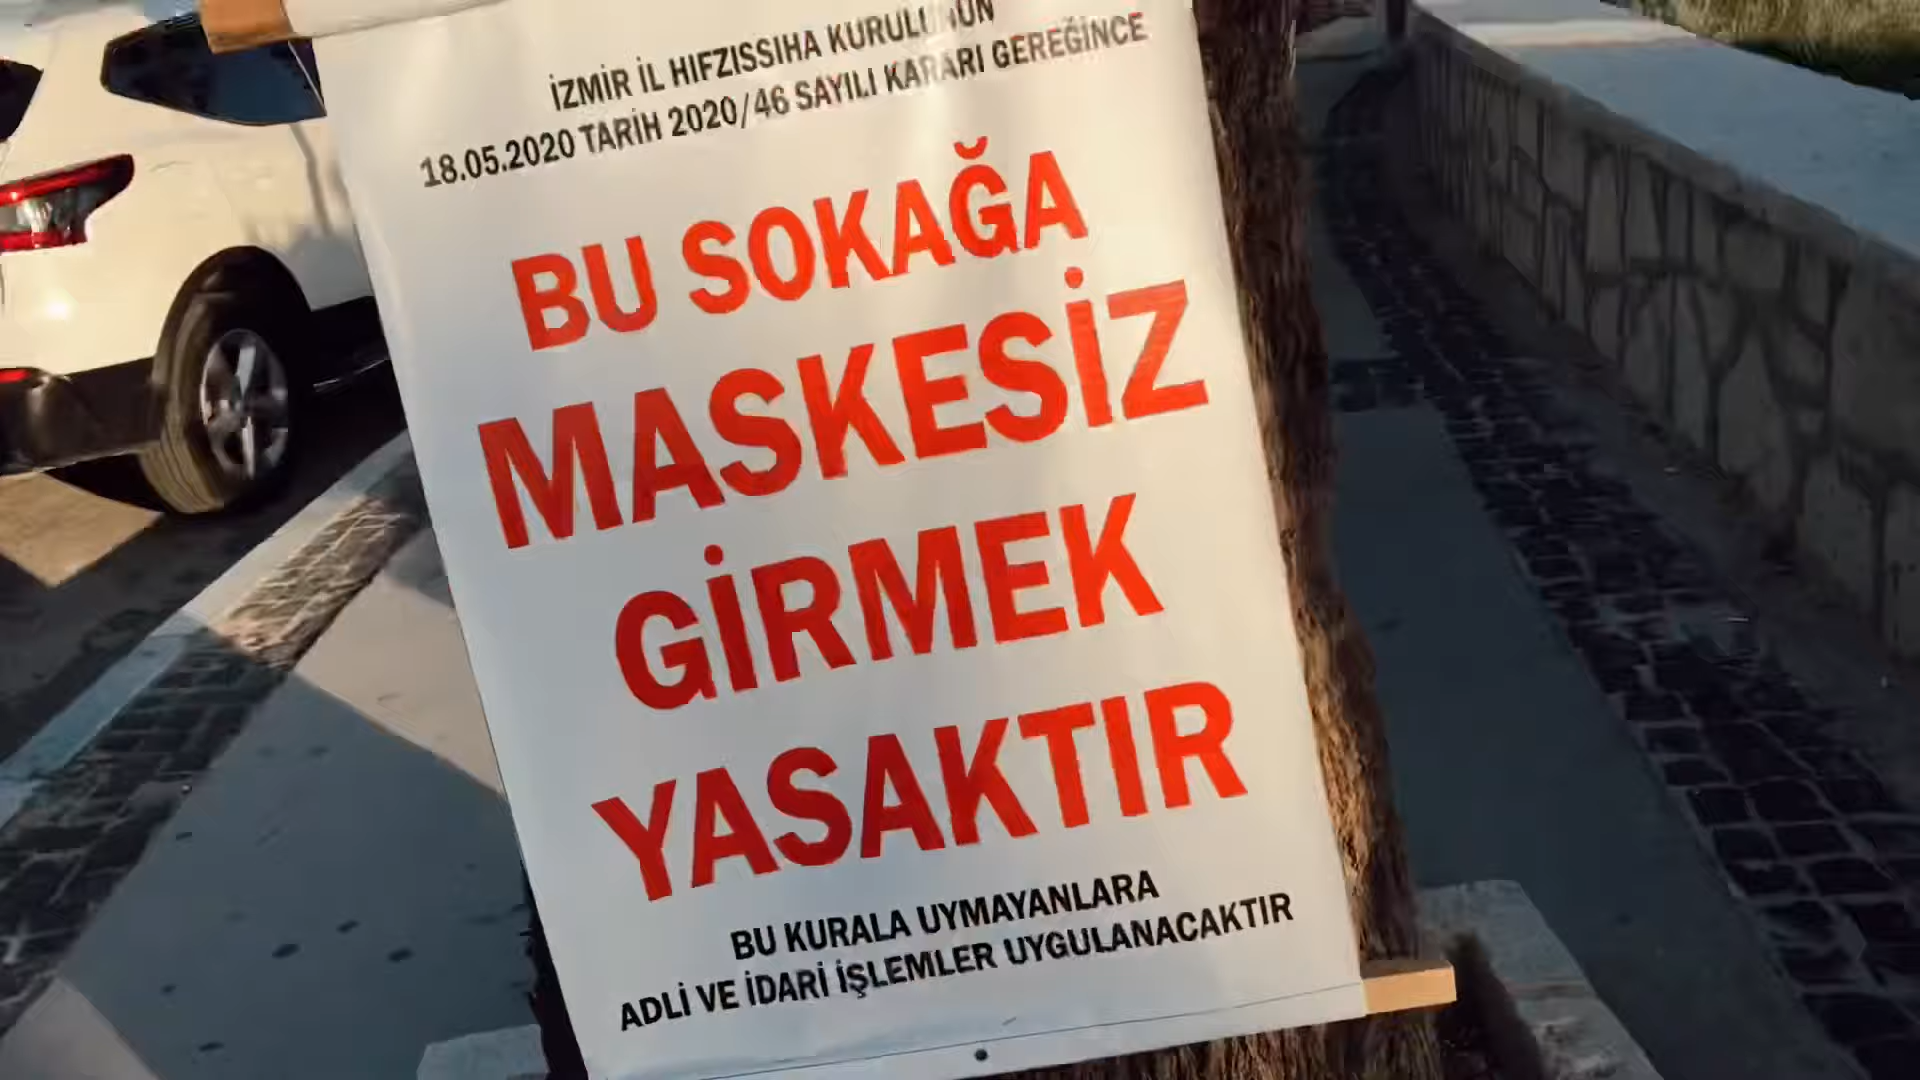 İZMİR İL HIFZISSIHA KURULUNUN
18.05.2020 TARİH 2020/46 SAYILI KARARI GEREĞİNCE
BU SOKAĞA
MASKESİZ
GİRMEK
YASAKTIR
BU KURALA UYMAYANLARA
ADLİ VE İDARİ İŞLEMLER UYGULANACAKTIR